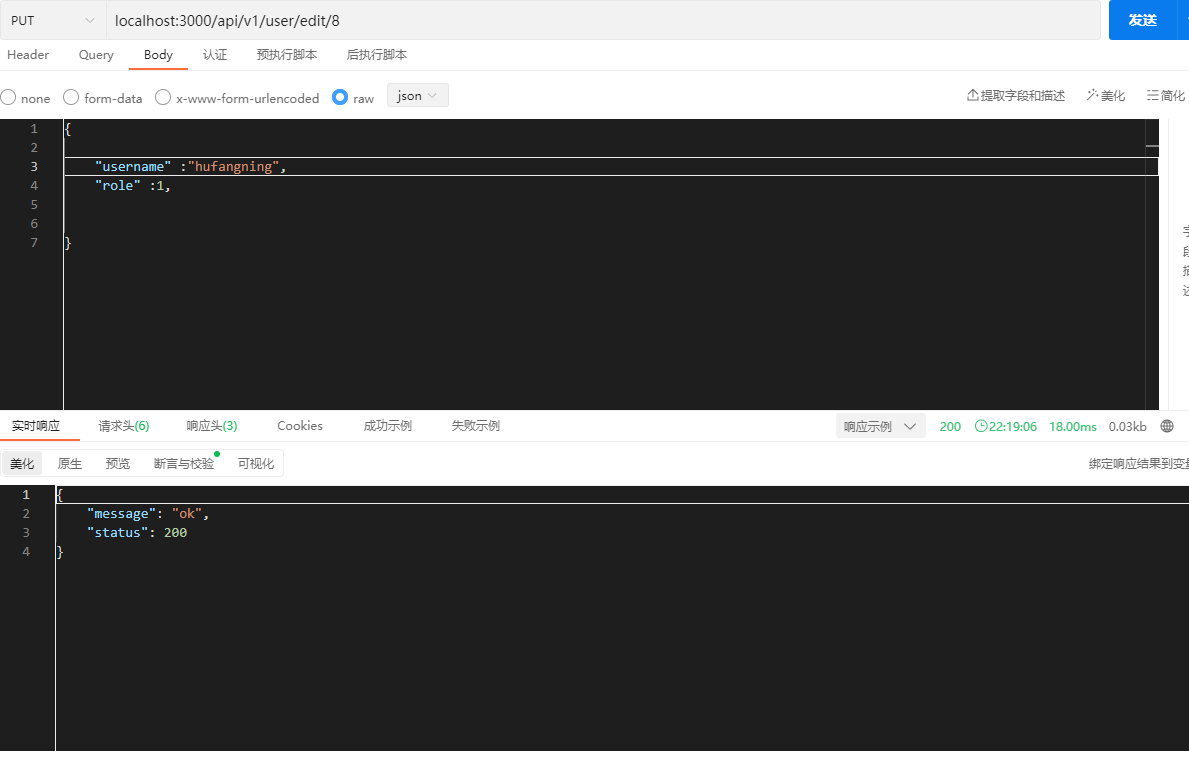 PUT localhost:3000/api/v1/user/edit/8 发送
Header Query Body 认证 预执行脚本 后执行脚本
none form-data x-www-form-urlencoded raw json 提取字段和描述 美化 简化
1 {
2
3 "username" :"hufangning",
4 "role" :1,
5
6
7 }
字
段
描
述
实时响应 请求头(6) 响应头(3) Cookies 成功示例 失败示例 响应示例 200 22:19:06 18.00ms 0.03kb
美化 原生 预览 断言与校验 可视化 绑定响应结果到变量
1 {
2 "message": "ok",
3 "status": 200
4 }